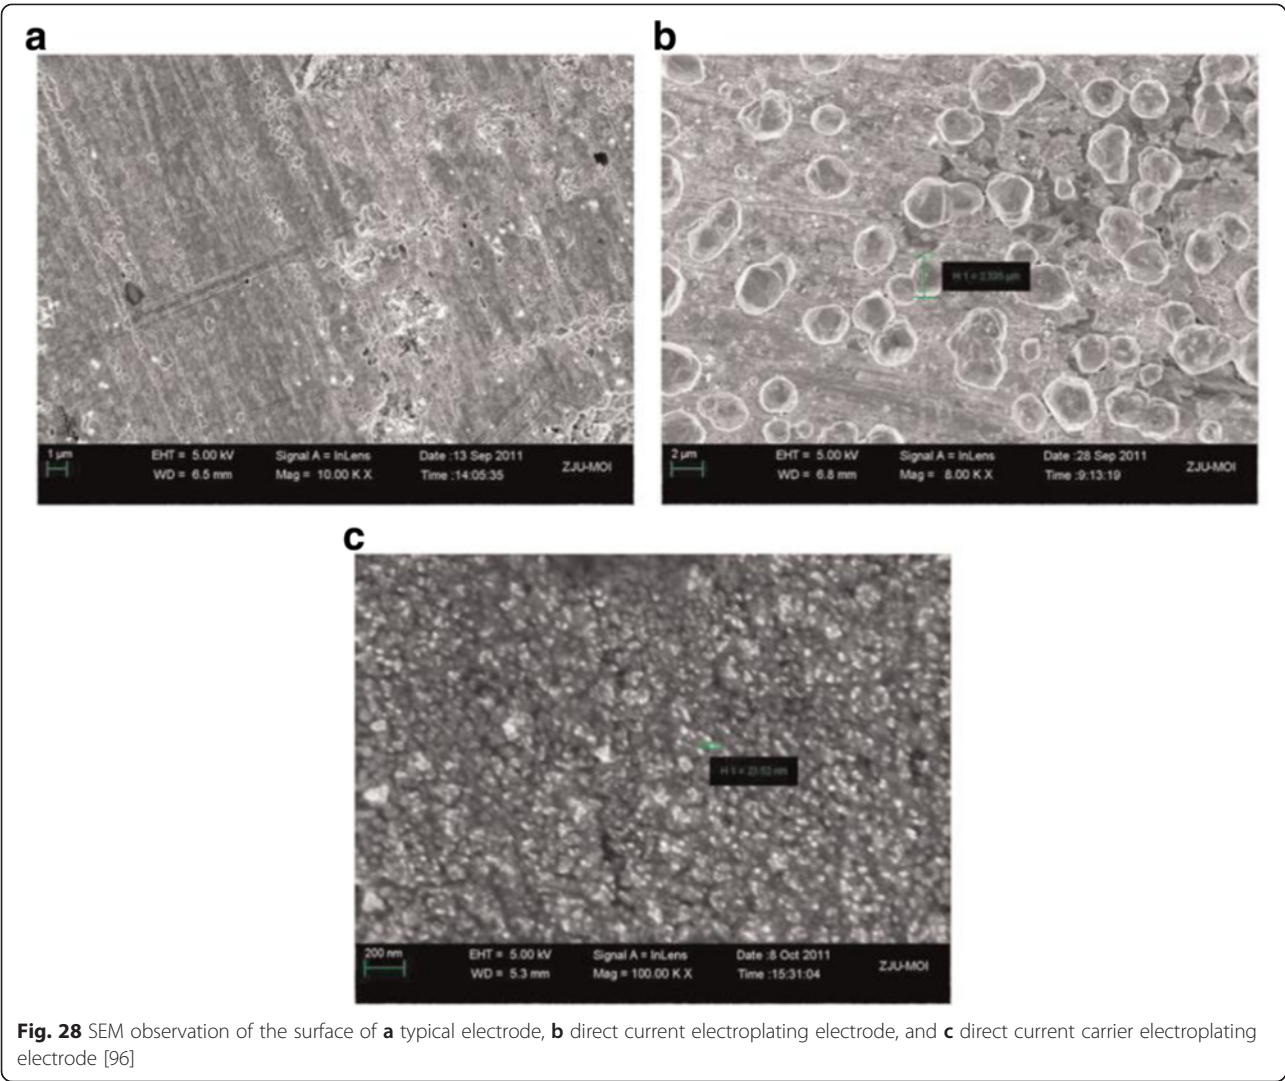 a
b
1 µm
EHT = 5.00 kV
Signal A = InLens
Date :13 Sep 2011
WD = 6.5 mm
Mag = 10.00 K X
Time :14:05:35
ZJU-MOI
2 µm
EHT = 5.00 kV
Signal A = InLens
Date :28 Sep 2011
WD = 6.8 mm
Mag = 8.00 K X
Time :9:13:19
ZJU-MOI
c
H 1 = 23.52 nm
200 nm
EHT = 5.00 kV
Signal A = InLens
Date :8 Oct 2011
WD = 5.3 mm
Mag = 100.00 K X
Time :15:31:04
ZJU-MOI
Fig. 28 SEM observation of the surface of a typical electrode, b direct current electroplating electrode, and c direct current carrier electroplating
electrode [96]